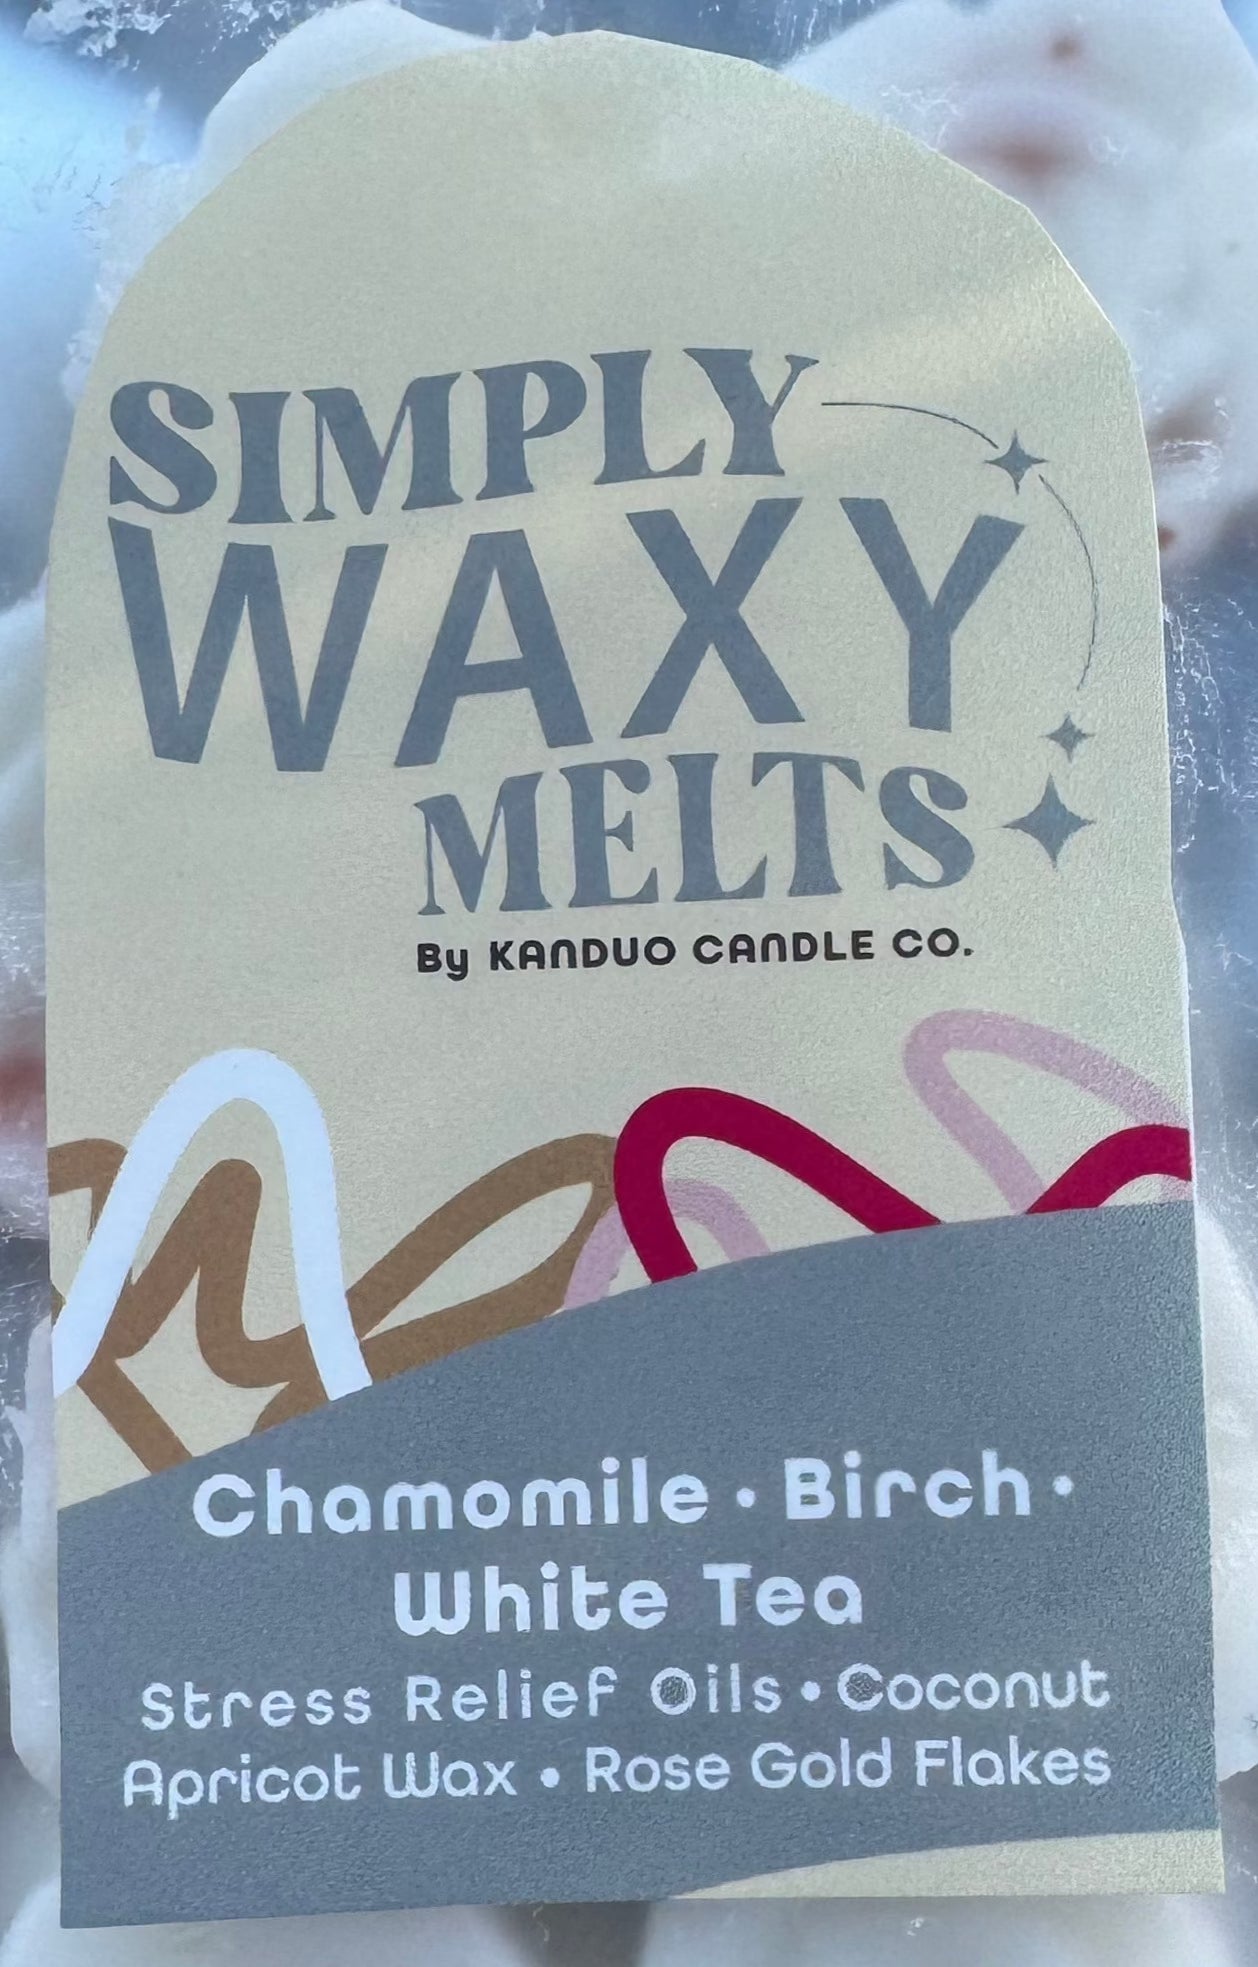 SIMPLY
WAXY
MELTS
By KANDUO CANDLE CO.
Chamomile • Birch •
White Tea
Stress Relief Oils • Coconut
Apricot Wax • Rose Gold Flakes